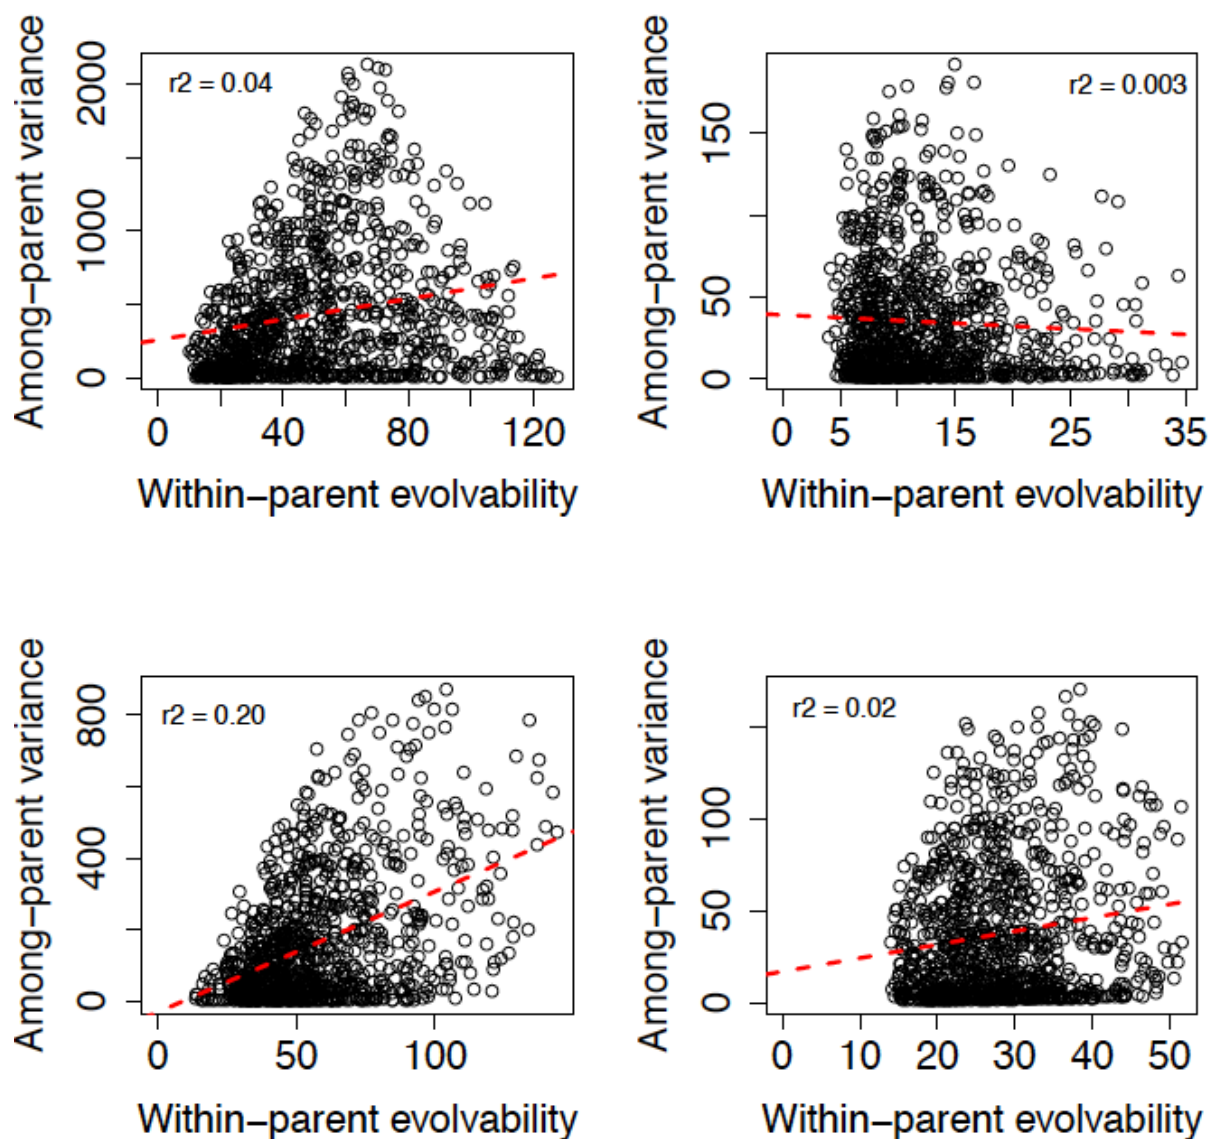 Among−parent variance
2000
1000
0
r2 = 0.04
0
40
80
120
Within−parent evolvability
Among−parent variance
150
50
0
r2 = 0.003
0
5
15
25
35
Within−parent evolvability
Among−parent variance
800
400
0
r2 = 0.20
0
50
100
Within−parent evolvability
Among−parent variance
100
50
0
r2 = 0.02
0
10
20
30
40
50
Within−parent evolvability